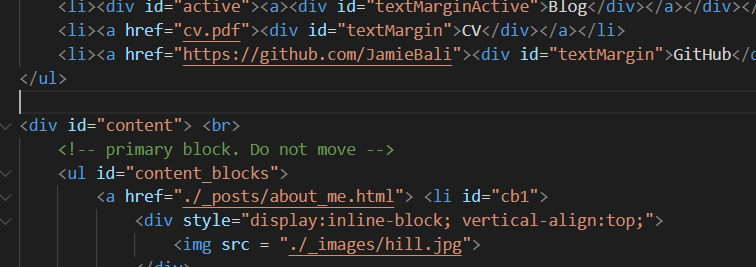 <li><div id="active"><a><div id="textMarginActive">Blog</div></a></div></
<li><a href="cv.pdf"><div id="textMargin">CV</div></a></li>
<li><a href="https://github.com/JamieBali"><div id="textMargin">GitHub</
</ul>
<div id="content"> <br>
<!-- primary block. Do not move -->
<ul id="content_blocks">
<a href="./_posts/about_me.html"> <li id="cb1">
<div style="display:inline-block; vertical-align:top;">
<img src = "./_images/hill.jpg">